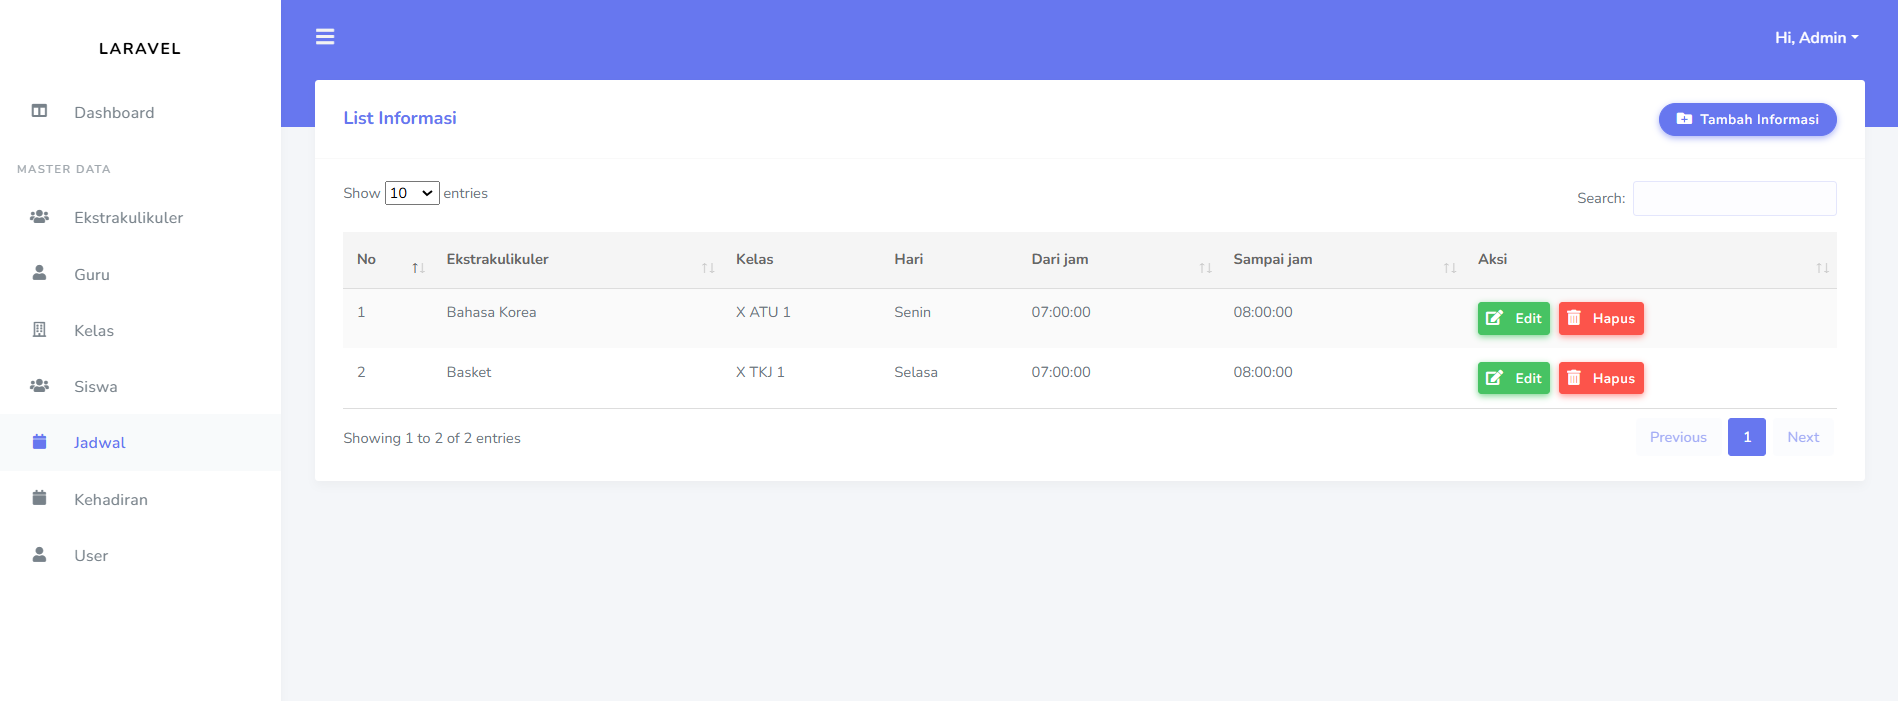 LARAVEL
Hi, Admin
Dashboard
MASTER DATA
Ekstrakulikuler
Guru
Kelas
Siswa
Jadwal
Kehadiran
User
List Informasi
Tambah Informasi
Show 10 entries
Search:
No Ekstrakulikuler Kelas Hari Dari jam Sampai jam Aksi
1 Bahasa Korea X ATU 1 Senin 07:00:00 08:00:00 Edit Hapus
2 Basket X TKJ 1 Selasa 07:00:00 08:00:00 Edit Hapus
Showing 1 to 2 of 2 entries
Previous 1 Next